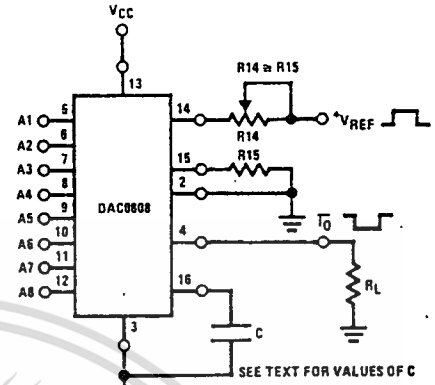 VCC
13
R14 ≅ R15
A1 5
14
R14
+VREF
A2 6
A3 7
15
R15
A4 8
2
DAC0808
A5 9
A6 10
4
IO
A7 11
A8 12
16
RL
C
3
SEE TEXT FOR VALUES OF C